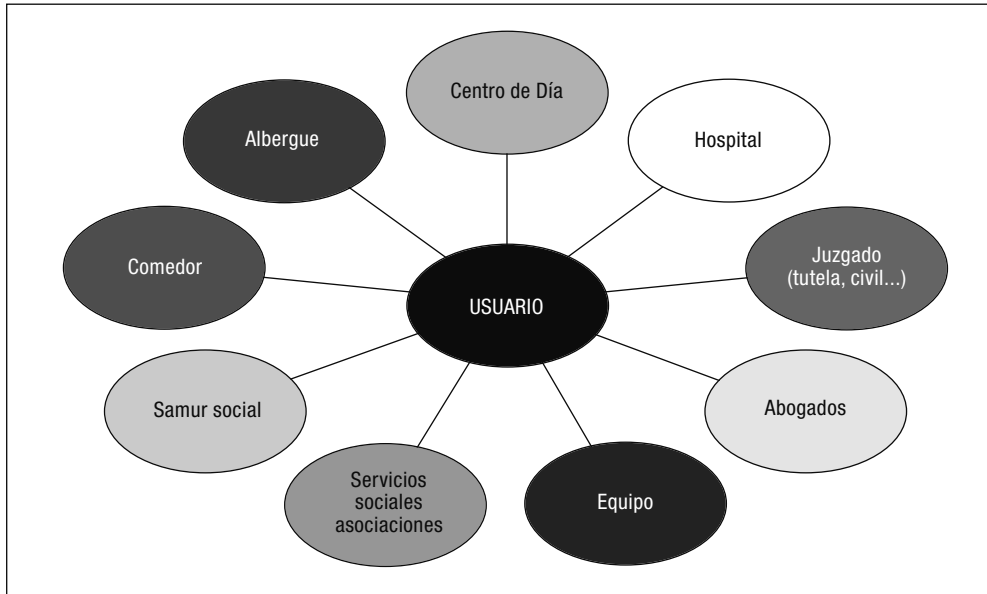 Centro de Día
Albergue
Hospital
Comedor
Juzgado
(tutela, civil...)
USUARIO
Samur social
Abogados
Servicios
sociales
asociaciones
Equipo